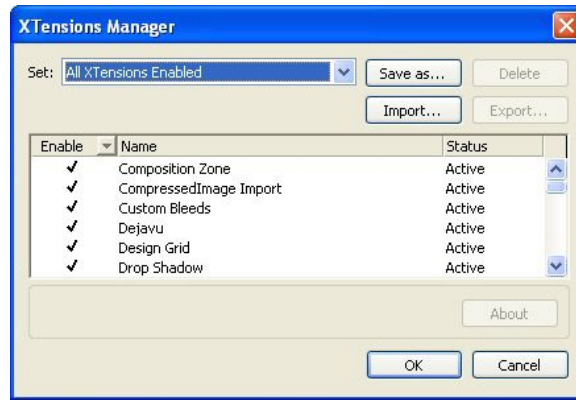 XTensions Manager
Set: All XTensions Enabled Save as... Delete
Import... Export...
Enable Name Status
Composition Zone Active
CompressedImage Import Active
Custom Bleeds Active
Dejavu Active
Design Grid Active
Drop Shadow Active
About
OK Cancel